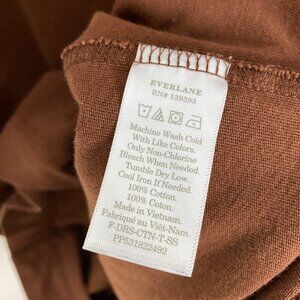 EVERLANE
RN# 139393
Machine Wash Cold
With Like Colors.
Only Non-Chlorine
Bleach When Needed.
Tumble Dry Low.
Cool Iron If Needed.
100% Cotton.
100% Coton.
Made in Vietnam.
Fabriqué au Viêt-Nam.
F-DRS-CTN-T-SS
PP531822492